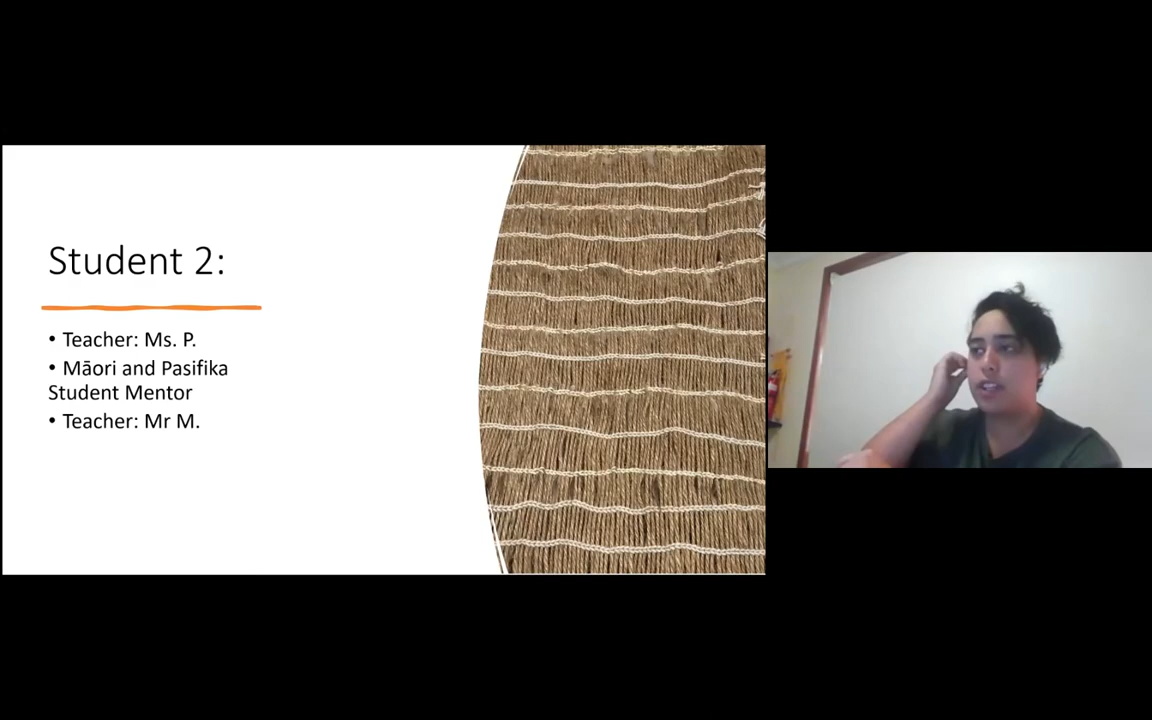 Student 2:
• Teacher: Ms. P.
• Māori and Pasifika
Student Mentor
• Teacher: Mr M.